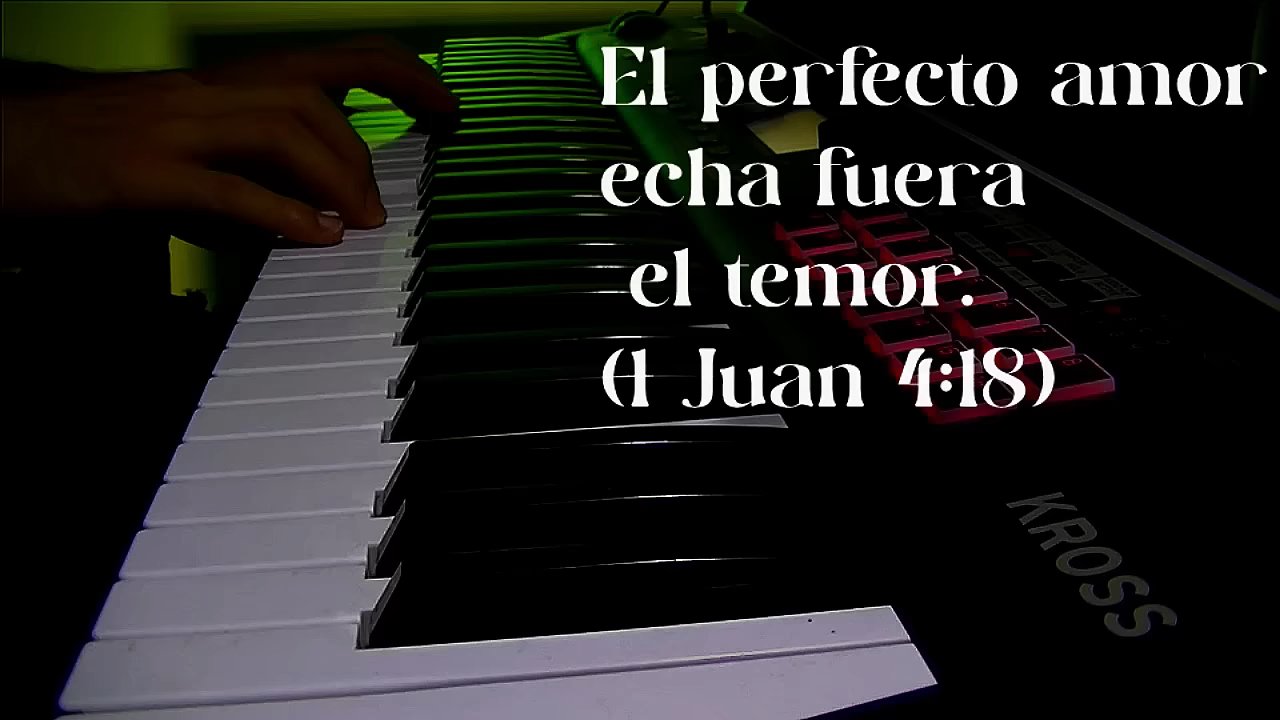 El perfecto amor
echa fuera
el temor.
(1 Juan 4:18)
KROSS